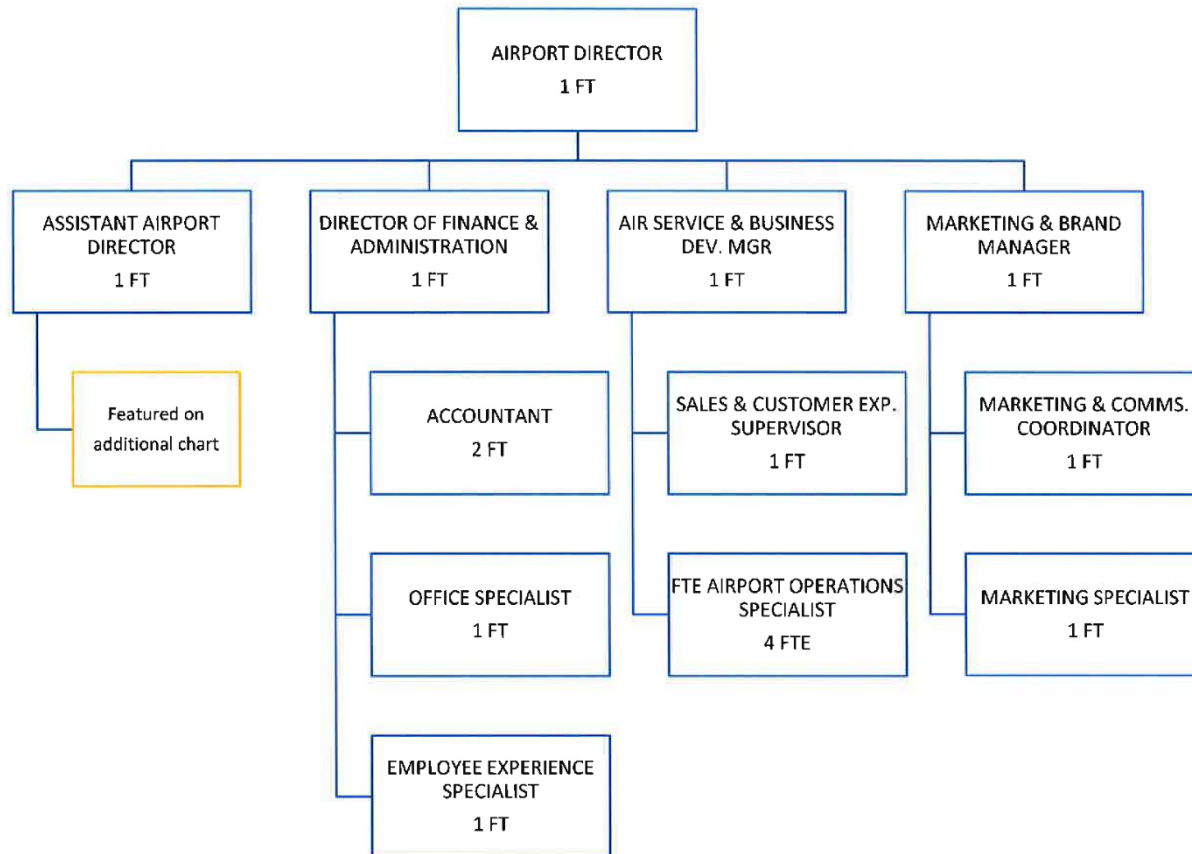 AIRPORT DIRECTOR
1 FT
ASSISTANT AIRPORT
DIRECTOR
1 FT
DIRECTOR OF FINANCE &
ADMINISTRATION
1 FT
AIR SERVICE & BUSINESS
DEV. MGR
1 FT
MARKETING & BRAND
MANAGER
1 FT
Featured on
additional chart
ACCOUNTANT
2 FT
SALES & CUSTOMER EXP.
SUPERVISOR
1 FT
MARKETING & COMMS.
COORDINATOR
1 FT
OFFICE SPECIALIST
1 FT
FTE AIRPORT OPERATIONS
SPECIALIST
4 FTE
MARKETING SPECIALIST
1 FT
EMPLOYEE EXPERIENCE
SPECIALIST
1 FT